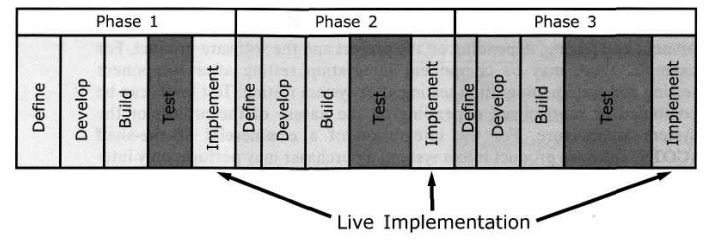 Phase 1
Phase 2
Phase 3
Define
Develop
Build
Test
Implement
Define
Develop
Build
Test
Implement
Define
Develop
Build
Test
Implement
Live Implementation